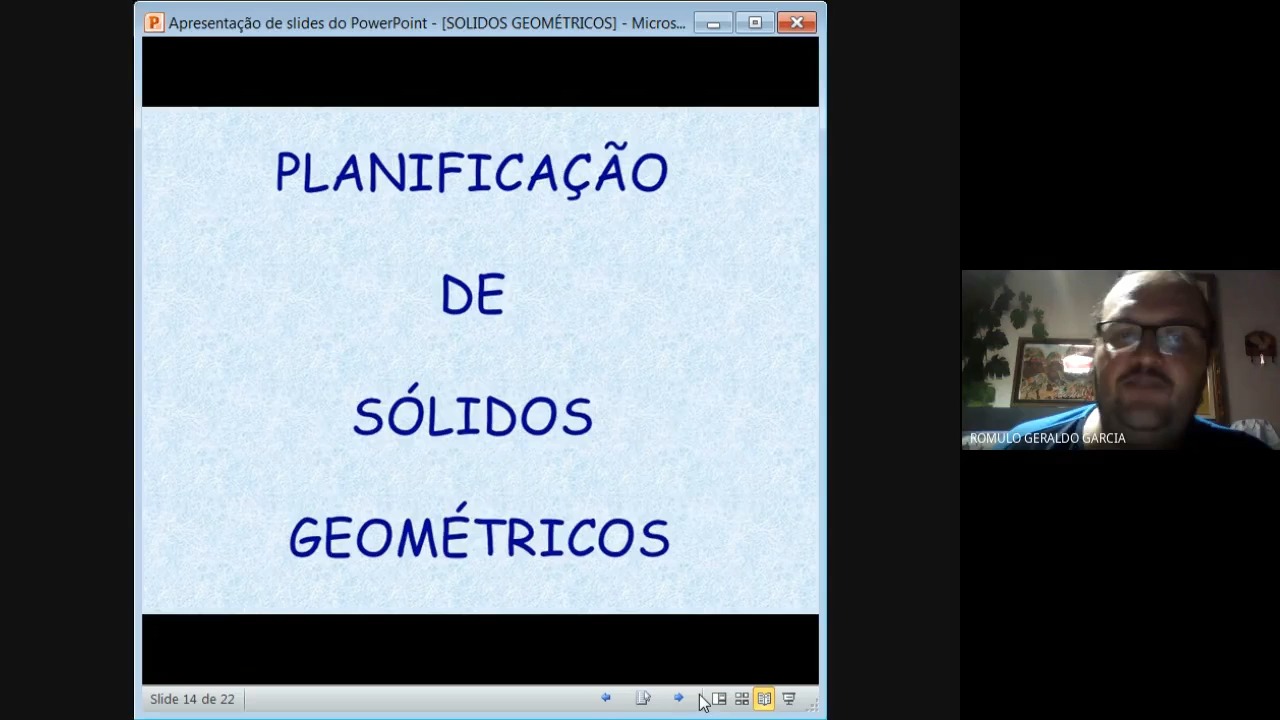 Apresentação de slides do PowerPoint - [SOLIDOS GEOMÉTRICOS] - Micros...
PLANIFICAÇÃO
DE
SÓLIDOS
GEOMÉTRICOS
ROMULO GERALDO GARCIA
Slide 14 de 22